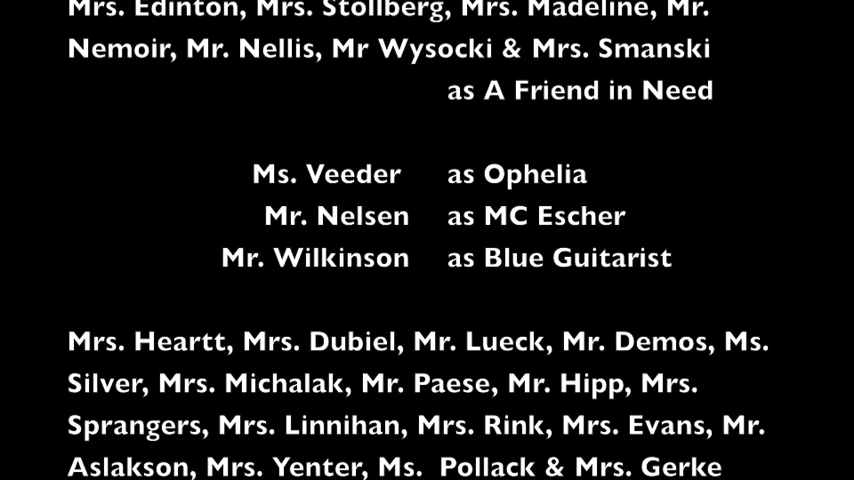 Mrs. Edinton, Mrs. Stollberg, Mrs. Madeline, Mr.
Nemoir, Mr. Nellis, Mr Wysocki & Mrs. Smanski
as A Friend in Need
Ms. Veeder as Ophelia
Mr. Nelsen as MC Escher
Mr. Wilkinson as Blue Guitarist
Mrs. Heartt, Mrs. Dubiel, Mr. Lueck, Mr. Demos, Ms.
Silver, Mrs. Michalak, Mr. Paese, Mr. Hipp, Mrs.
Sprangers, Mrs. Linnihan, Mrs. Rink, Mrs. Evans, Mr.
Aslakson, Mrs. Yenter, Ms. Pollack & Mrs. Gerke